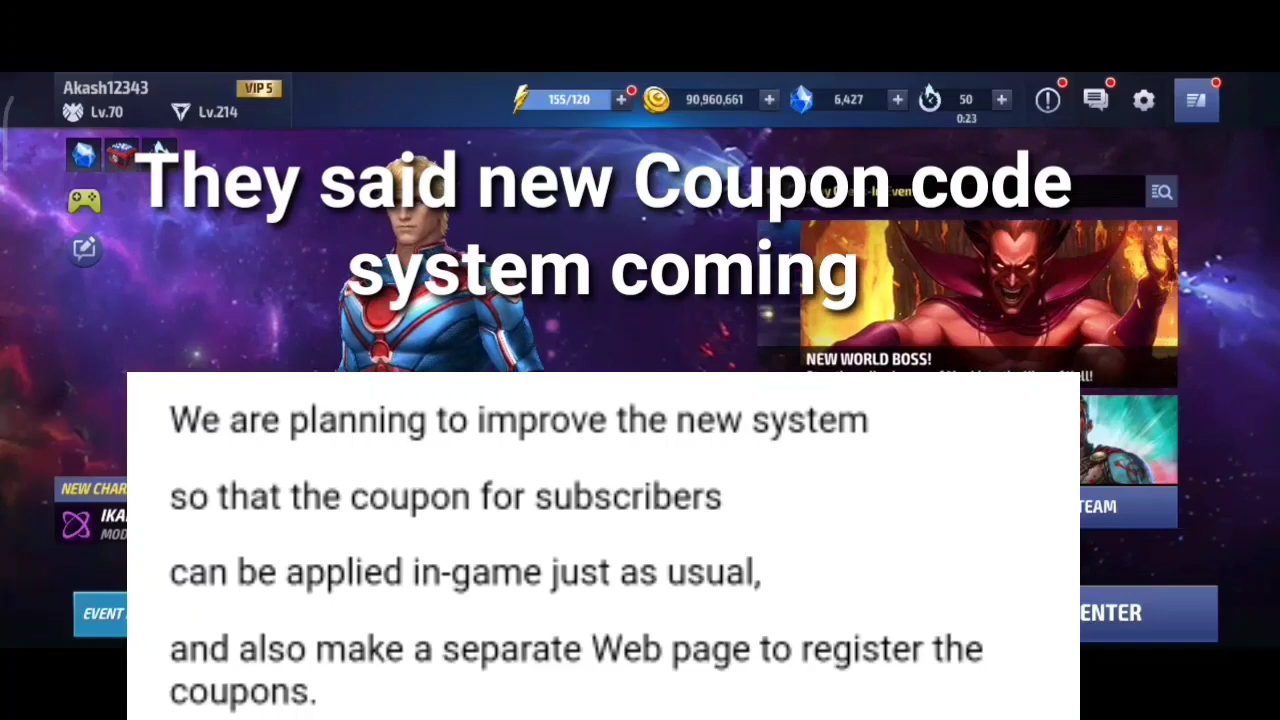 Akash12343
VIP 5
Lv.70
Lv.214
155/120
90,960,661
6,427
50
0:23
They said new Coupon code
system coming
NEW WORLD BOSS!
We are planning to improve the new system
so that the coupon for subscribers
can be applied in-game just as usual,
and also make a separate Web page to register the
coupons.
NEW CHAR
IKA
MOD
TEAM
EVENT
ENTER